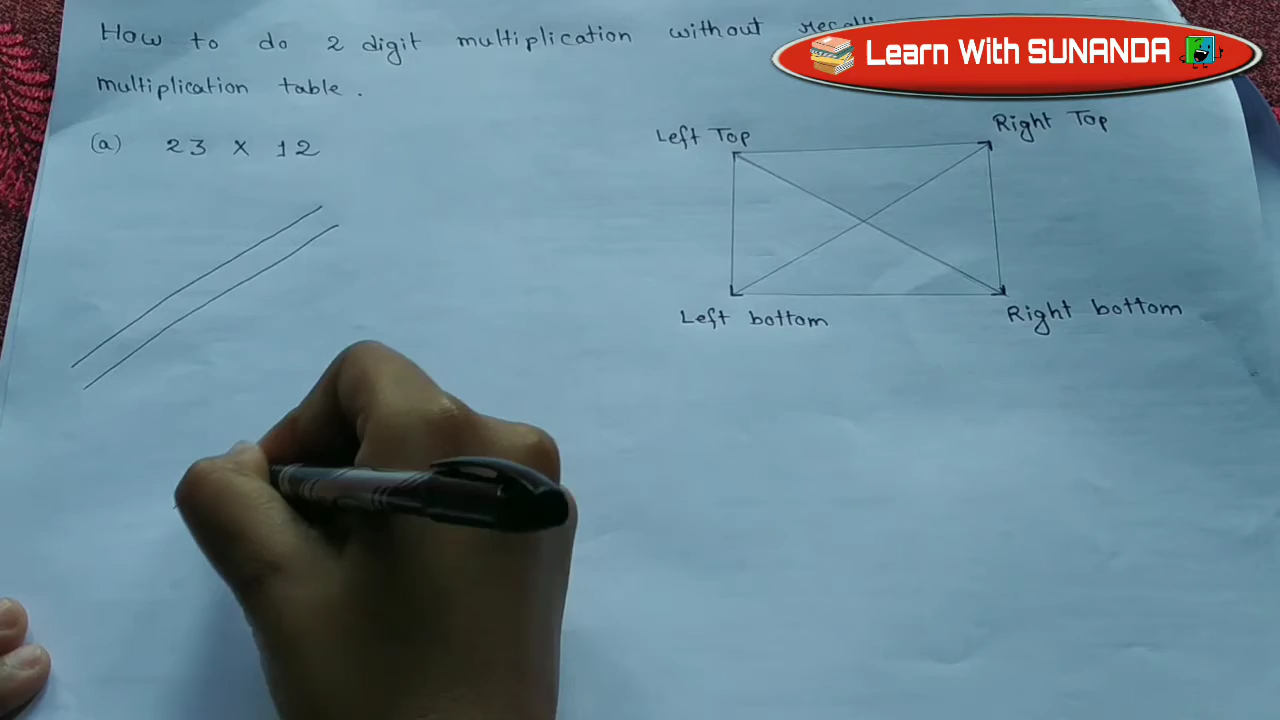 How to do 2 digit multiplication without
multiplication table.
Learn With SUNANDA
(a) 23 x 12
Left Top
Right Top
Left bottom
Right bottom